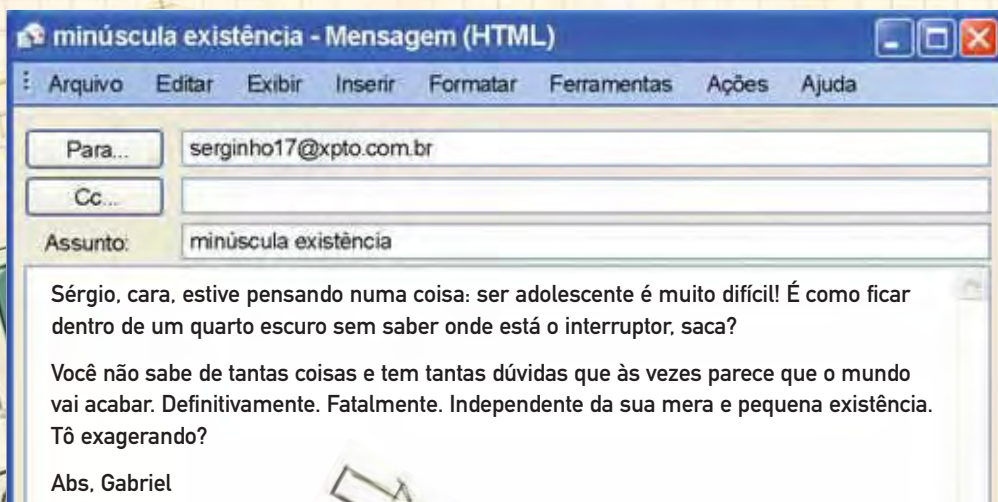 minúscula existência - Mensagem (HTML)
Arquivo Editar Exibir Inserir Formatar Ferramentas Ações Ajuda
Para... serginho17@xpto.com.br
Cc...
Assunto: minúscula existência
Sérgio, cara, estive pensando numa coisa: ser adolescente é muito difícil! É como ficar
dentro de um quarto escuro sem saber onde está o interruptor, saca?
Você não sabe de tantas coisas e tem tantas dúvidas que às vezes parece que o mundo
vai acabar. Definitivamente. Fatalmente. Independente da sua mera e pequena existência.
Tô exagerando?
Abs, Gabriel